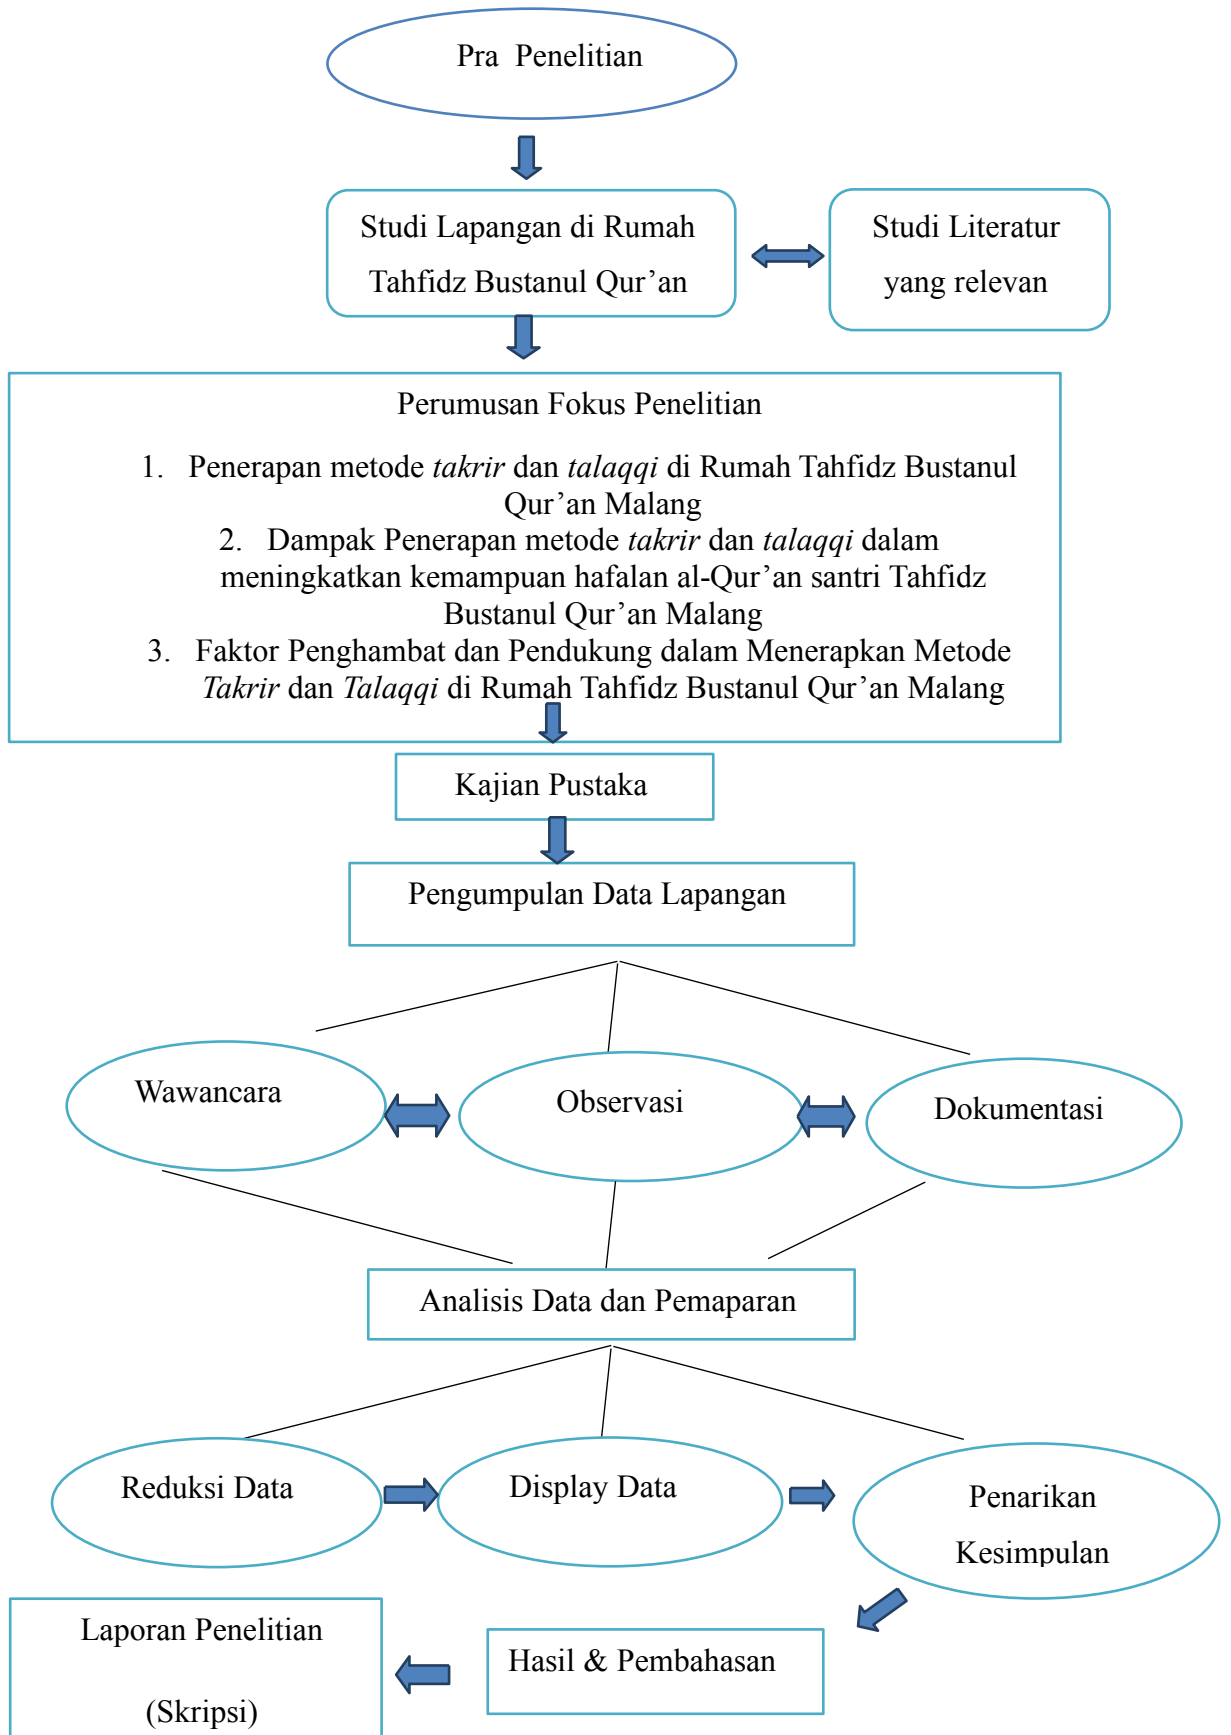 Pra  Penelitian
Studi Lapangan di Rumah
Tahfidz Bustanul Qur’an
Studi Literatur
yang relevan
Perumusan Fokus Penelitian
1. Penerapan metode takrir dan talaqqi di Rumah Tahfidz Bustanul
Qur’an Malang
2. Dampak Penerapan metode takrir dan talaqqi dalam
meningkatkan kemampuan hafalan al-Qur’an santri Tahfidz
Bustanul Qur’an Malang
3. Faktor Penghambat dan Pendukung dalam Menerapkan Metode
Takrir dan Talaqqi di Rumah Tahfidz Bustanul Qur’an Malang
Kajian Pustaka
Pengumpulan Data Lapangan
Wawancara
Observasi
Dokumentasi
Analisis Data dan Pemaparan
Reduksi Data
Display Data
Penarikan
Kesimpulan
Hasil & Pembahasan
Laporan Penelitian
(Skripsi)